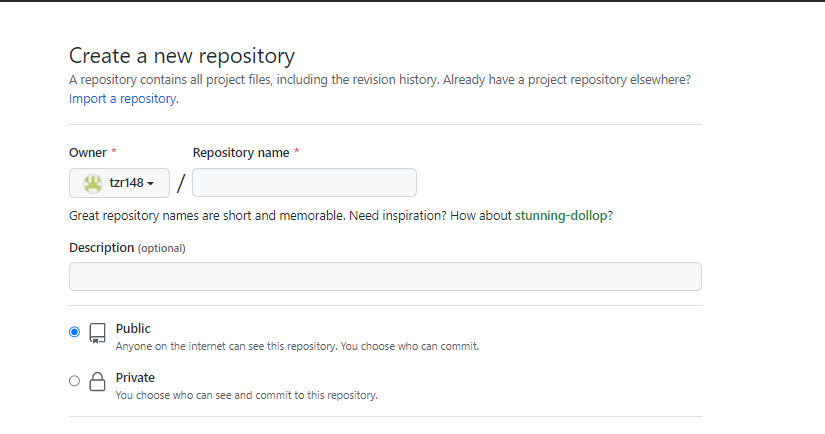 Create a new repository
A repository contains all project files, including the revision history. Already have a project repository elsewhere?
Import a repository.
Owner * Repository name *
tzr148 /
Great repository names are short and memorable. Need inspiration? How about stunning-dollop?
Description (optional)
Public
Anyone on the internet can see this repository. You choose who can commit.
Private
You choose who can see and commit to this repository.